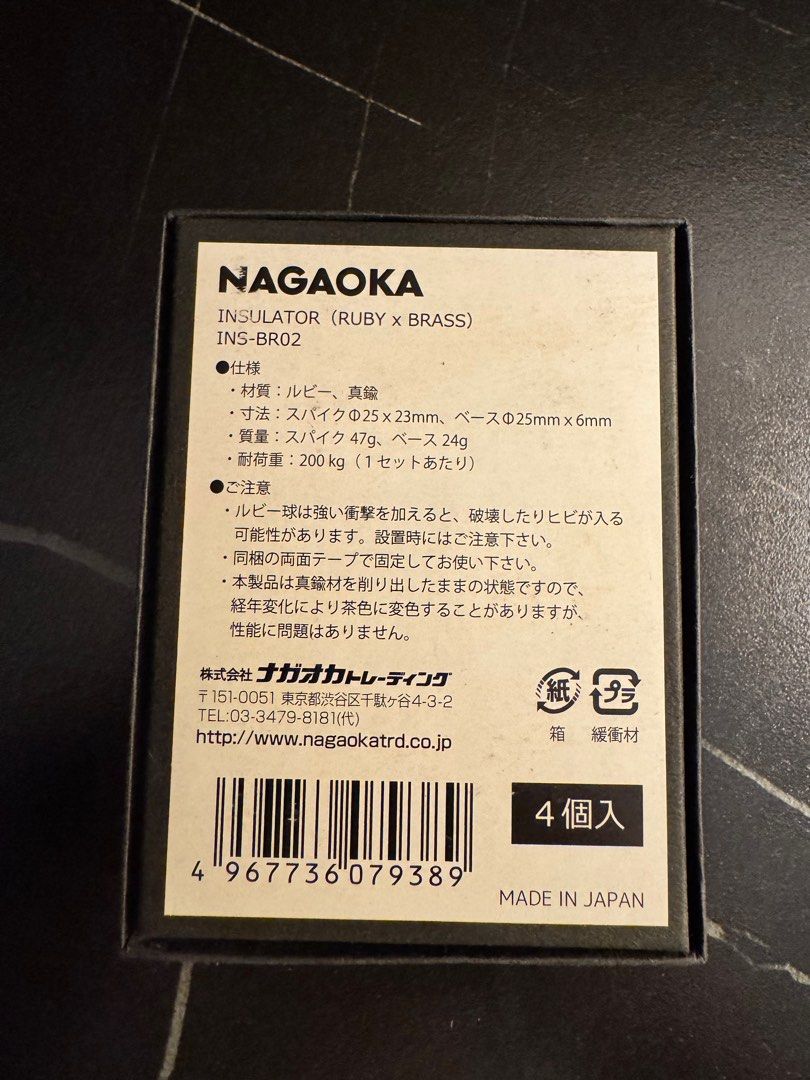 NAGAOKA
INSULATOR（RUBY x BRASS）
INS-BR02
●仕様
・材質：ルビー、真鍮
・寸法：スパイクΦ25 x 23mm、ベースΦ25mm x 6mm
・質量：スパイク 47g、ベース 24g
・耐荷重：200 kg（１セットあたり）
●ご注意
・ルビー球は強い衝撃を加えると、破壊したりヒビが入る
可能性があります。設置時にはご注意下さい。
・同梱の両面テープで固定してお使い下さい。
・本製品は真鍮材を削り出したままの状態ですので、
経年変化により茶色に変色することがありますが、
性能に問題はありません。
株式会社 ナガオカトレーディング
〒151-0051 東京都渋谷区千駄ヶ谷4-3-2
TEL:03-3479-8181(代)
http://www.nagaokatrd.co.jp
紙 プラ
箱 緩衝材
4 967736 079389
４個入
MADE IN JAPAN